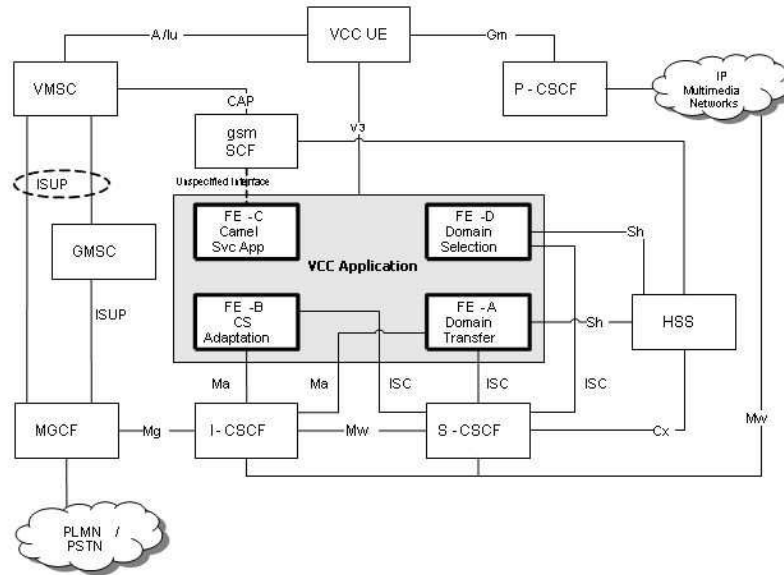 A/Iu
VCC UE
Gm
VMSC
P - CSCF
IP
Multimedia
Networks
CAP
gsm
SCF
V3
ISUP
Unspecified Interface
FE - C
Camel
Svc App
FE - D
Domain
Selection
Sh
GMSC
VCC Application
ISUP
FE - B
CS
Adaptation
FE - A
Domain
Transfer
Sh
HSS
Ma
Ma
ISC
ISC
ISC
Mw
MGCF
Mg
I - CSCF
Mw
S - CSCF
Cx
PLMN /
PSTN